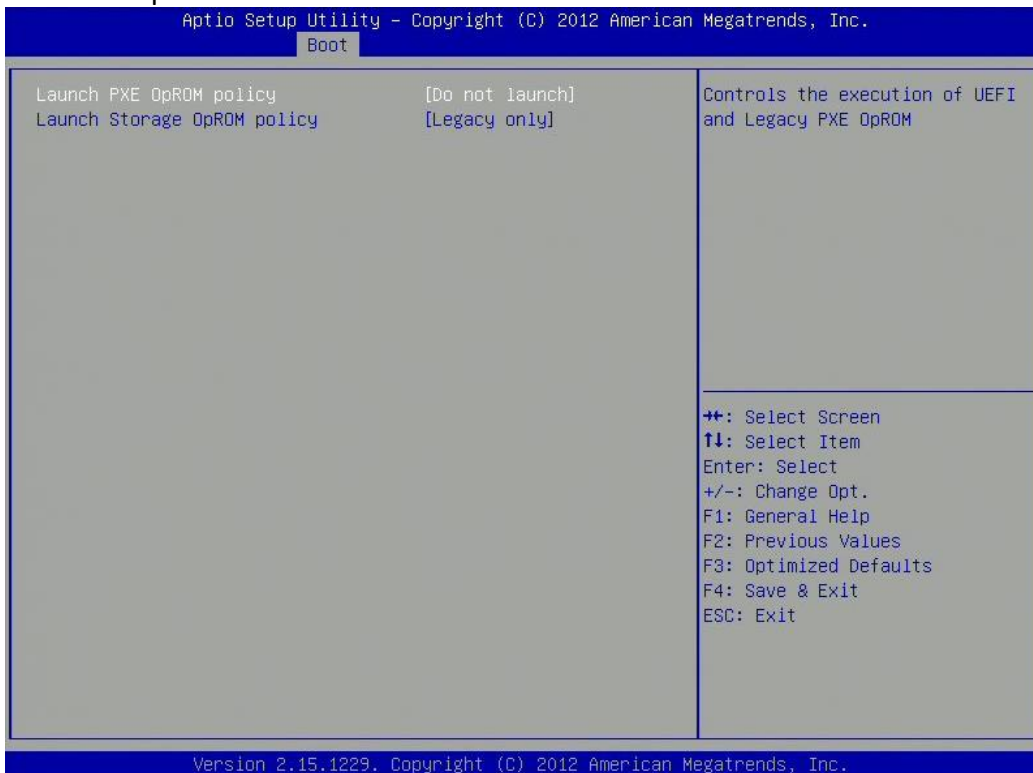 Aptio Setup Utility – Copyright (C) 2012 American Megatrends, Inc.
Boot
Launch PXE OpROM policy [Do not launch]
Launch Storage OpROM policy [Legacy only]
Controls the execution of UEFI
and Legacy PXE OpROM
→←: Select Screen
↑↓: Select Item
Enter: Select
+/-: Change Opt.
F1: General Help
F2: Previous Values
F3: Optimized Defaults
F4: Save & Exit
ESC: Exit
Version 2.15.1229. Copyright (C) 2012 American Megatrends, Inc.